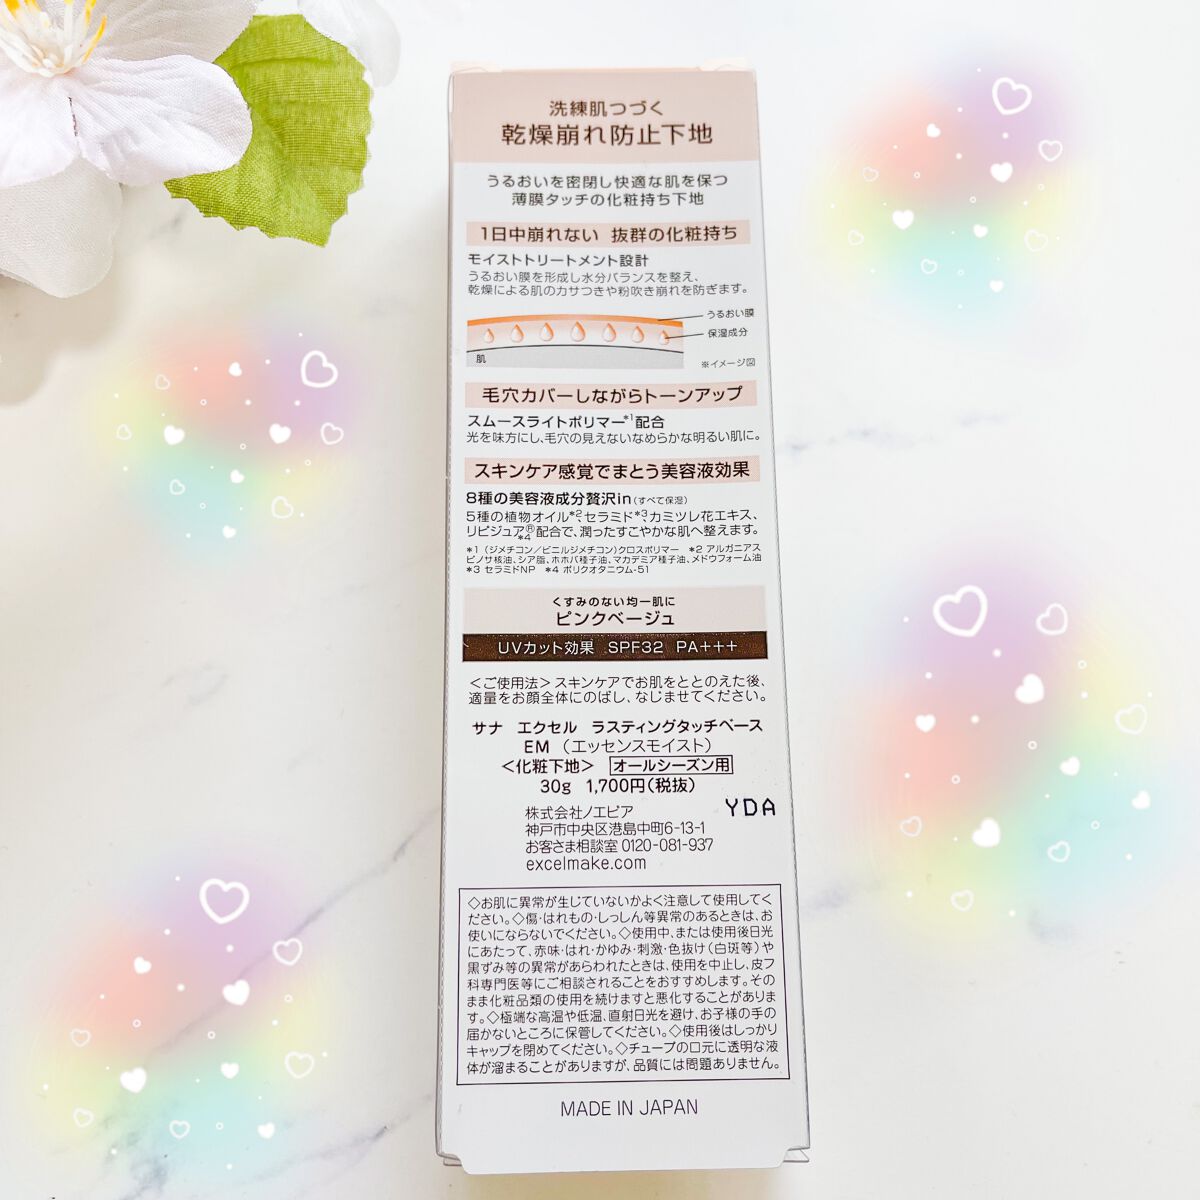 洗練肌つづく
乾燥崩れ防止下地
うるおいを密閉し快適な肌を保つ
薄膜タッチの化粧持ち下地
1日中崩れない 抜群の化粧持ち
モイストトリートメント設計
うるおい膜を形成し水分バランスを整え、
乾燥による肌のカサつきや粉吹き崩れを防ぎます。
うるおい膜
保湿成分
肌
※イメージ図
毛穴カバーしながらトーンアップ
スムースライトポリマー*1配合
光を味方にし、毛穴の見えないなめらかな明るい肌に。
スキンケア感覚でまとう美容液効果
8種の美容液成分贅沢in(すべて保湿)
5種の植物オイル*2、セラミド*3、カミツレ花エキス、
リピジュア®*4配合で、潤ったすこやかな肌へ整えます。
*1 (ジメチコン/ビニルジメチコン)クロスポリマー *2 アルガニアス
ピノサ核油、シア脂、ホホバ種子油、マカデミア種子油、メドウフォーム油
*3 セラミドNP *4 ポリクオタニウム-51
くすみのない均一肌に
ピンクベージュ
UVカット効果 SPF32 PA+++
<ご使用法>スキンケアでお肌をととのえた後、
適量をお顔全体にのばし、なじませてください。
サナ エクセル ラスティングタッチベース
EM (エッセンスモイスト)
<化粧下地> オールシーズン用
30g 1,700円(税抜)
YDA
株式会社ノエビア
神戸市中央区港島中町6-13-1
お客さま相談室 0120-081-937
excelmake.com
◇お肌に異常が生じていないかよく注意して使用してく
ださい。◇傷・はれもの・しっしん等異常のあるときは、お
使いにならないでください。◇使用中、または使用後日光
にあたって、赤味・はれ・かゆみ・刺激・色抜け(白斑等)や
黒ずみ等の異常があらわれたときは、使用を中止し、皮フ
科専門医等にご相談されることをおすすめします。その
まま化粧品類の使用を続けますと悪化することがありま
す。◇極端な高温や低温、直射日光を避け、お子様の手の
届かないところに保管してください。◇使用後はしっかり
キャップを閉めてください。◇チューブの口元に透明な液
体が溜まることがありますが、品質には問題ありません。
MADE IN JAPAN